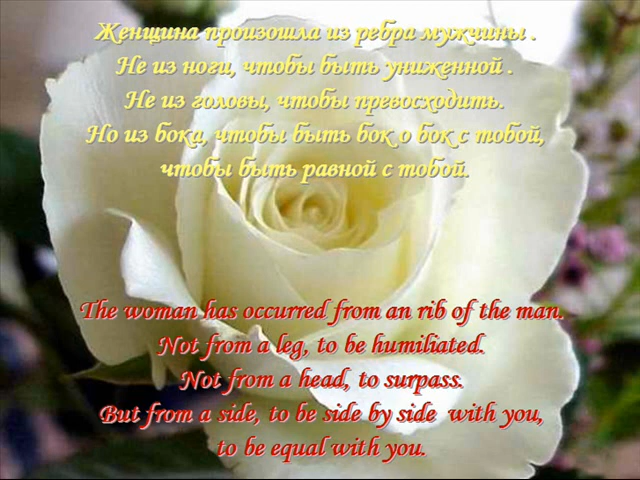 Женщина произошла из ребра мужчины .
Не из ноги, чтобы быть униженной .
Не из головы, чтобы превосходить.
Но из бока, чтобы быть бок о бок с тобой,
чтобы быть равной с тобой.
The woman has occurred from an rib of the man.
Not from a leg, to be humiliated.
Not from a head, to surpass.
But from a side, to be side by side with you,
to be equal with you.